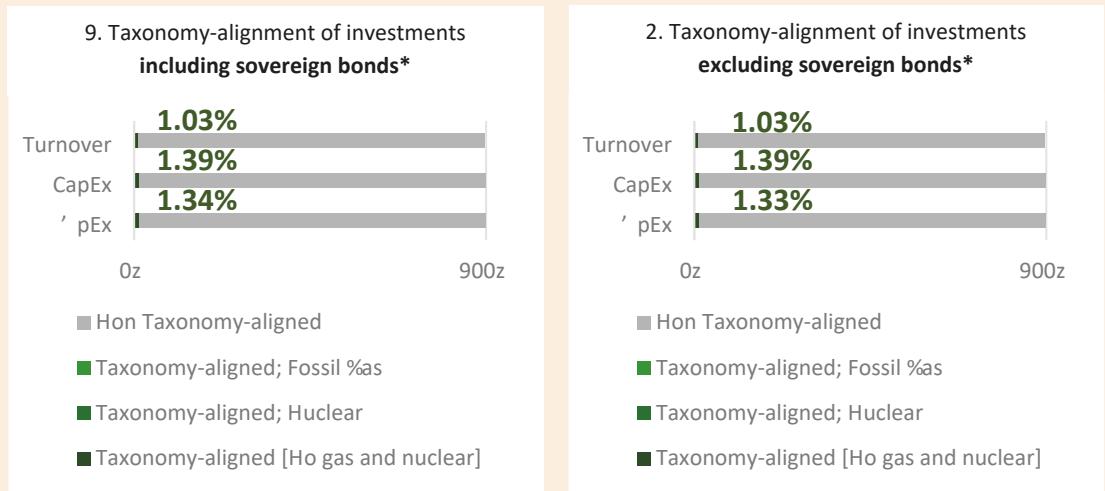 9. Taxonomy-alignment of investments
including sovereign bonds*
1.03%
Turnover
1.39%
CapEx
1.34%
′ pEx
0z 900z
Hon Taxonomy-aligned
Taxonomy-aligned; Fossil %as
Taxonomy-aligned; Huclear
Taxonomy-aligned [Ho gas and nuclear]
2. Taxonomy-alignment of investments
excluding sovereign bonds*
1.03%
Turnover
1.39%
CapEx
1.33%
′ pEx
0z 900z
Hon Taxonomy-aligned
Taxonomy-aligned; Fossil %as
Taxonomy-aligned; Huclear
Taxonomy-aligned [Ho gas and nuclear]